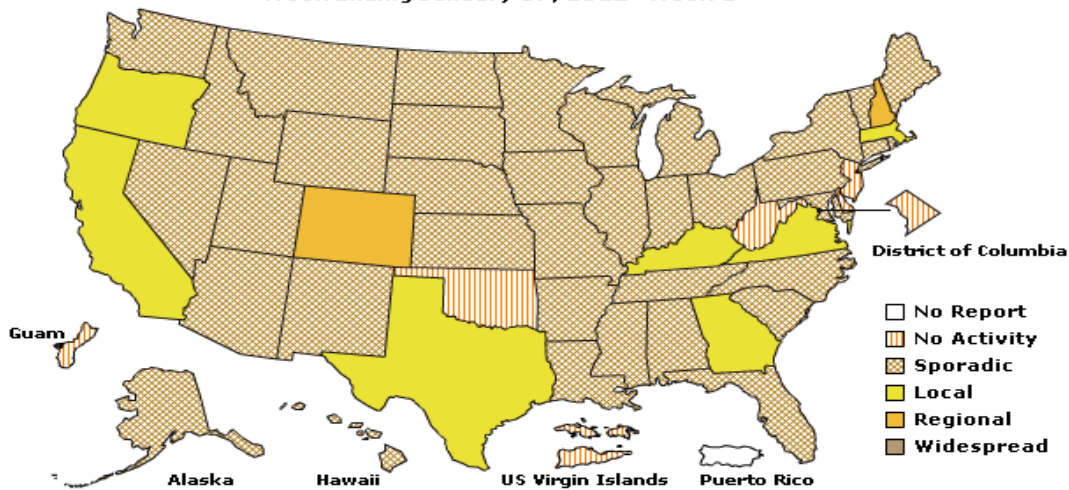 District of Columbia
Guam
No Report
No Activity
Sporadic
Local
Regional
Widespread
Alaska
Hawaii
US Virgin Islands
Puerto Rico